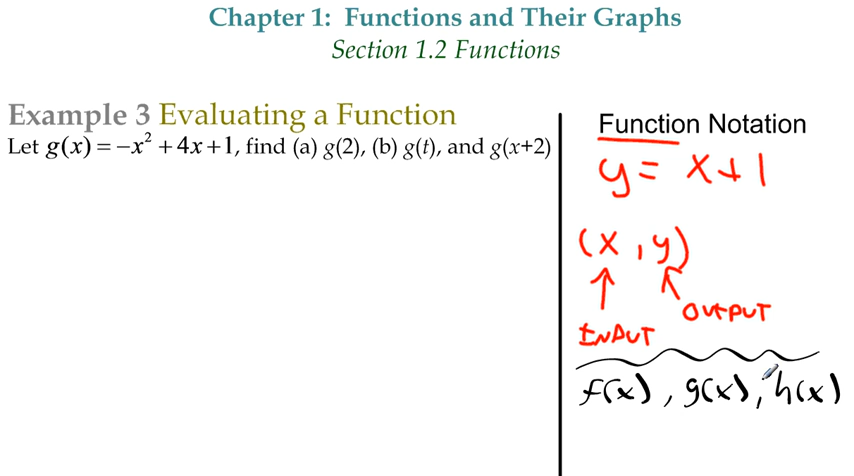 Chapter 1: Functions and Their Graphs
Section 1.2 Functions
Example 3 Evaluating a Function
Let g(x) = −x² + 4x + 1, find (a) g(2), (b) g(t), and g(x+2)
Function Notation
y = x + 1
(x, y)
INPUT OUTPUT
f(x), g(x), h(x)